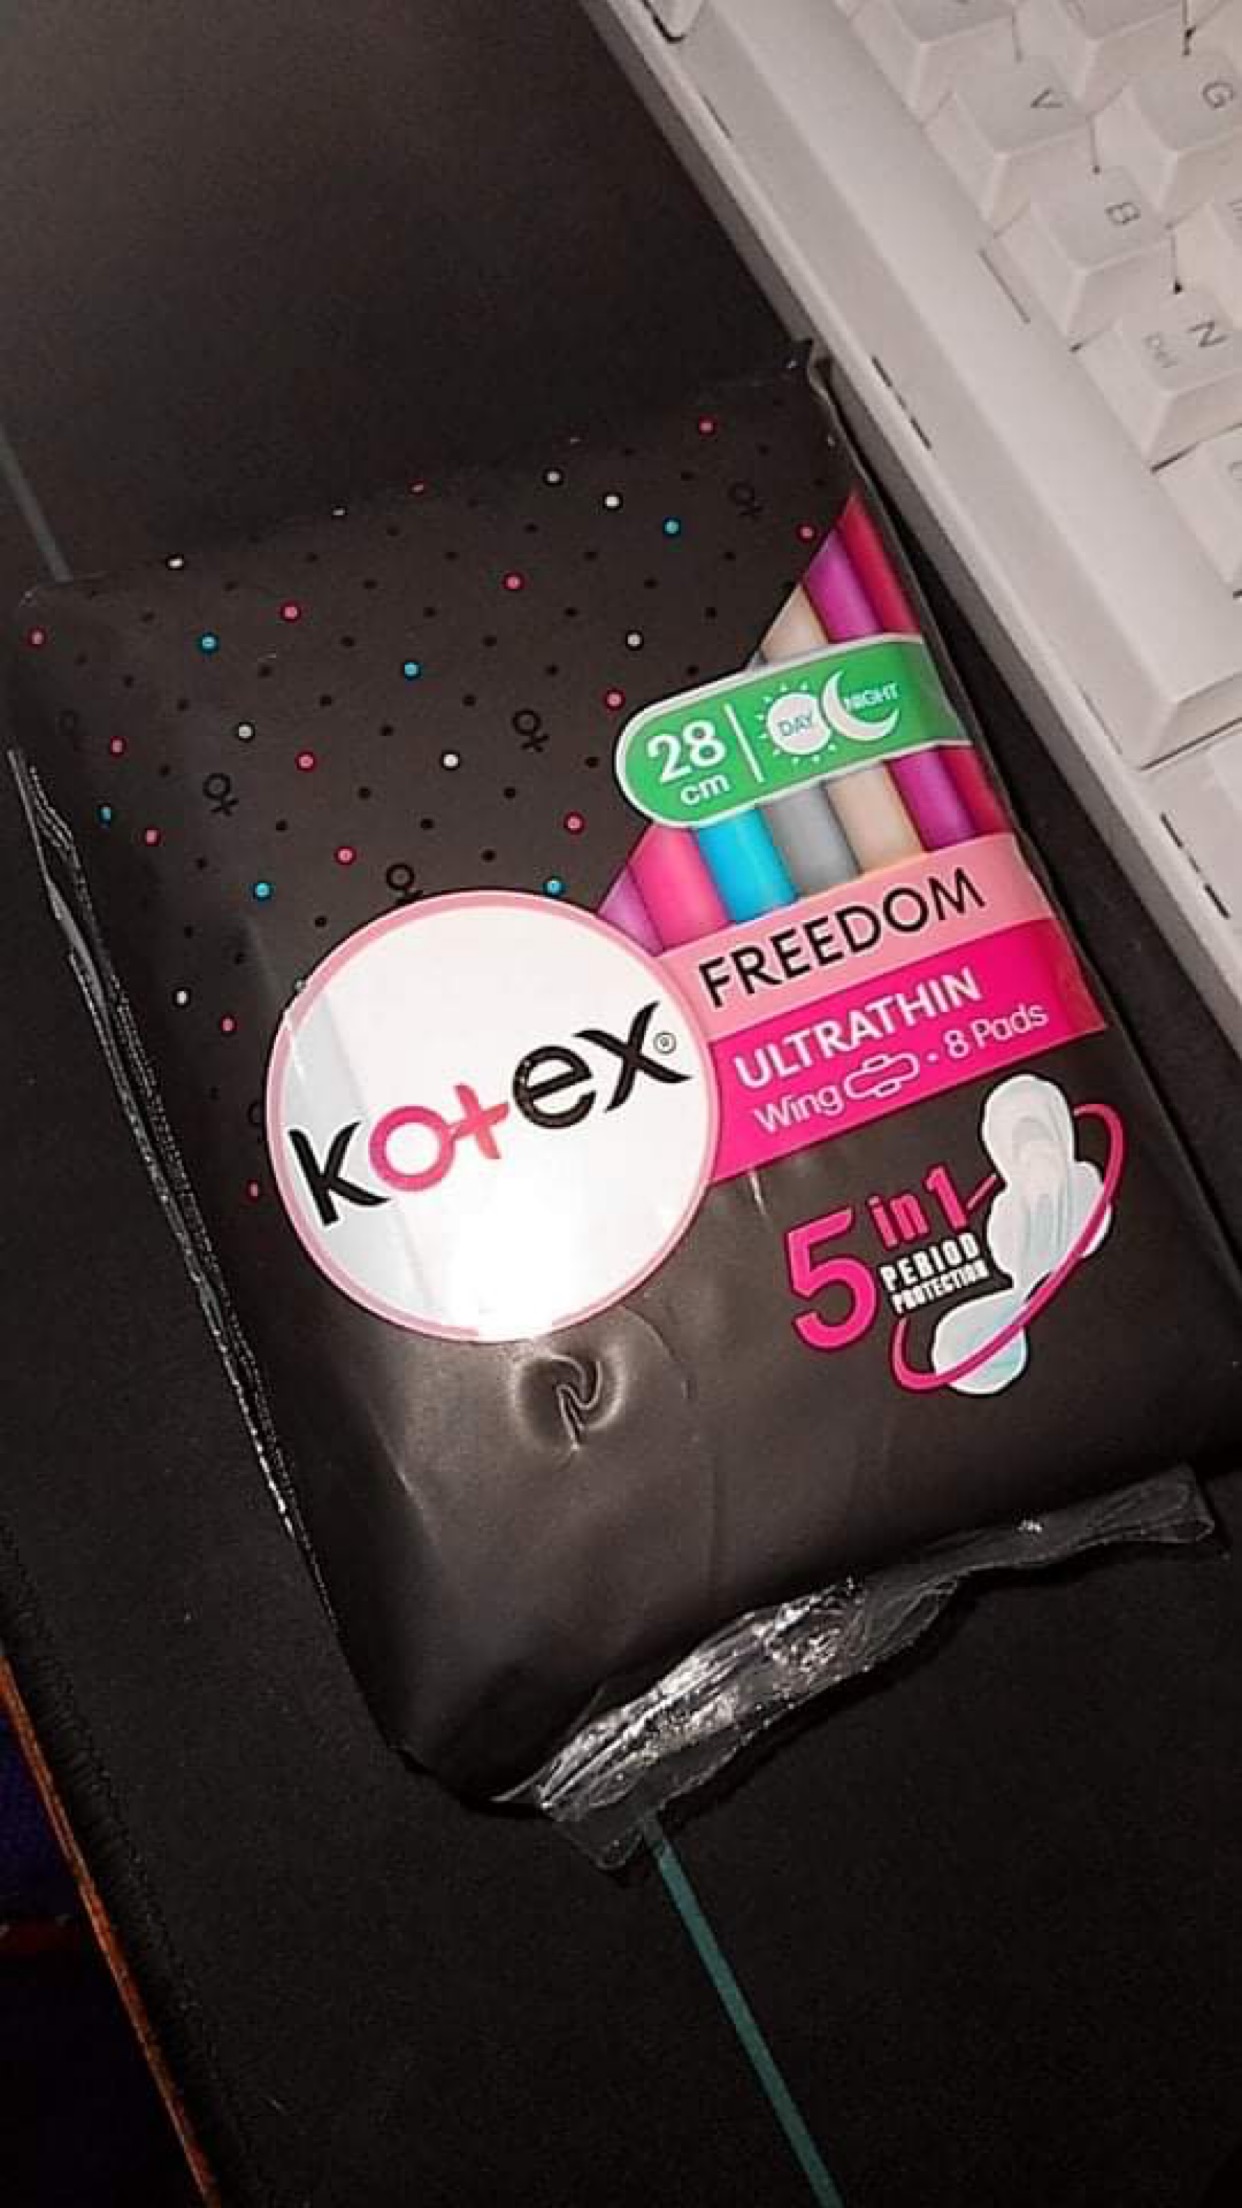 V
G
B
N
28
cm
DAY
NIGHT
FREEDOM
kotex®
ULTRATHIN
Wing - 8 Pads
5 in 1
PERIOD
PROTECTION